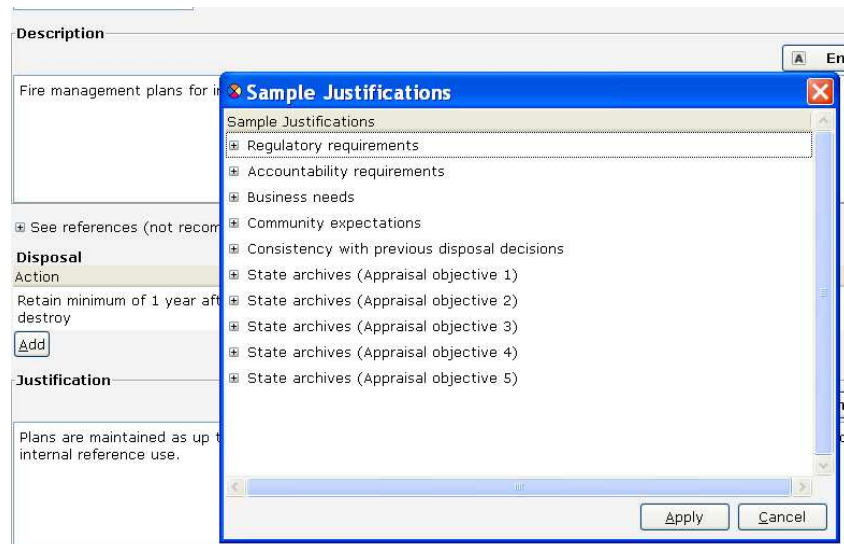 Description
A En
Fire management plans for i
Sample Justifications
Sample Justifications
Regulatory requirements
Accountability requirements
Business needs
Community expectations
Consistency with previous disposal decisions
State archives (Appraisal objective 1)
State archives (Appraisal objective 2)
State archives (Appraisal objective 3)
State archives (Appraisal objective 4)
State archives (Appraisal objective 5)
Apply
Cancel
See references (not recom
Disposal
Action
Retain minimum of 1 year aft
destroy
Add
Justification
Plans are maintained as up t
internal reference use.